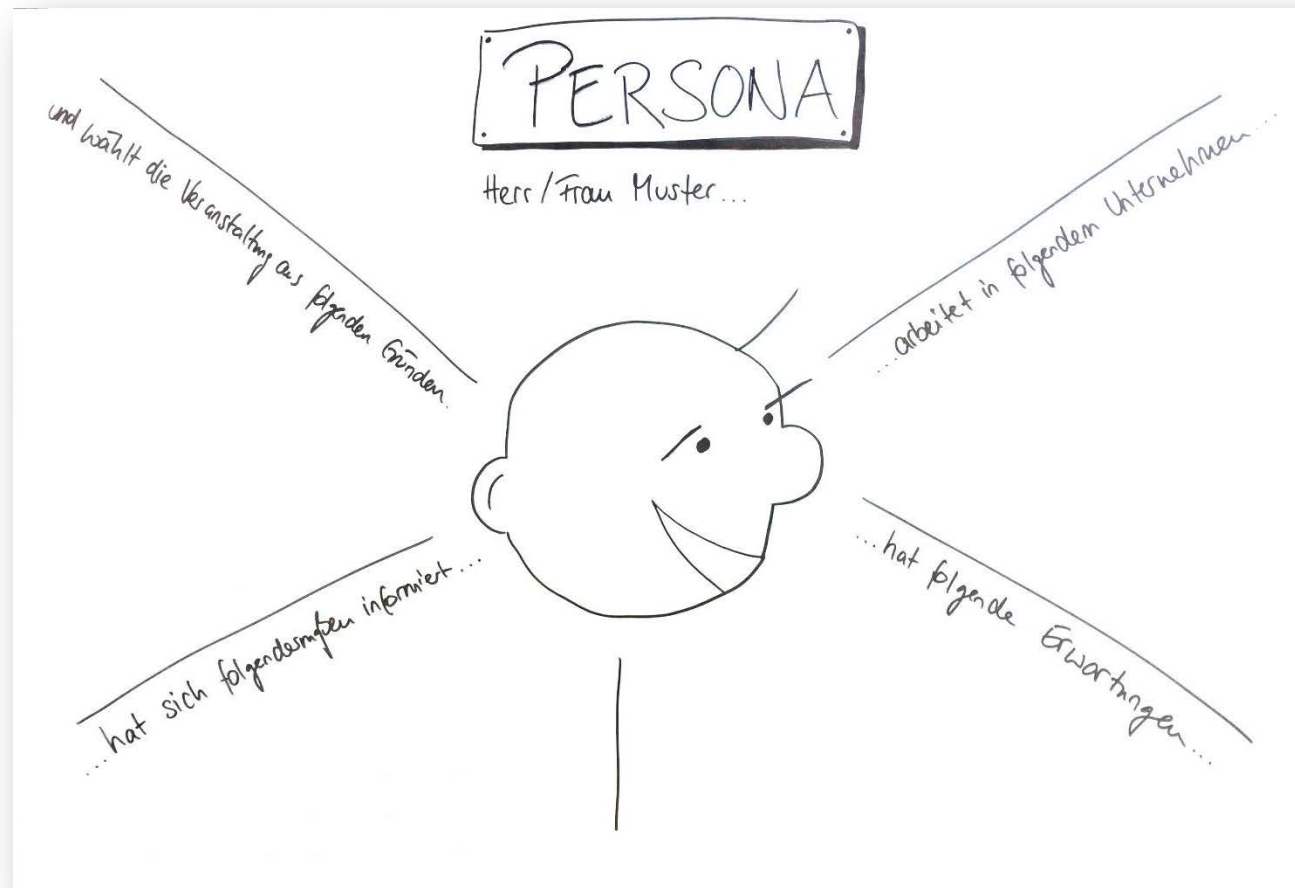 PERSONA
Herr/Frau Muster...
...arbeitet in folgendem Unternehmen...
...hat folgende Erwartungen...
...hat sich folgendermaßen informiert...
und wählt die Veranstaltung aus folgenden Gründen.